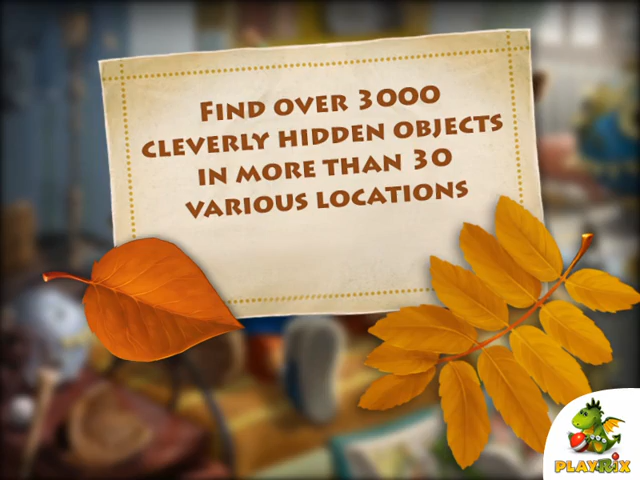 Find over 3000
cleverly hidden objects
in more than 30
various locations
PLAYRIX